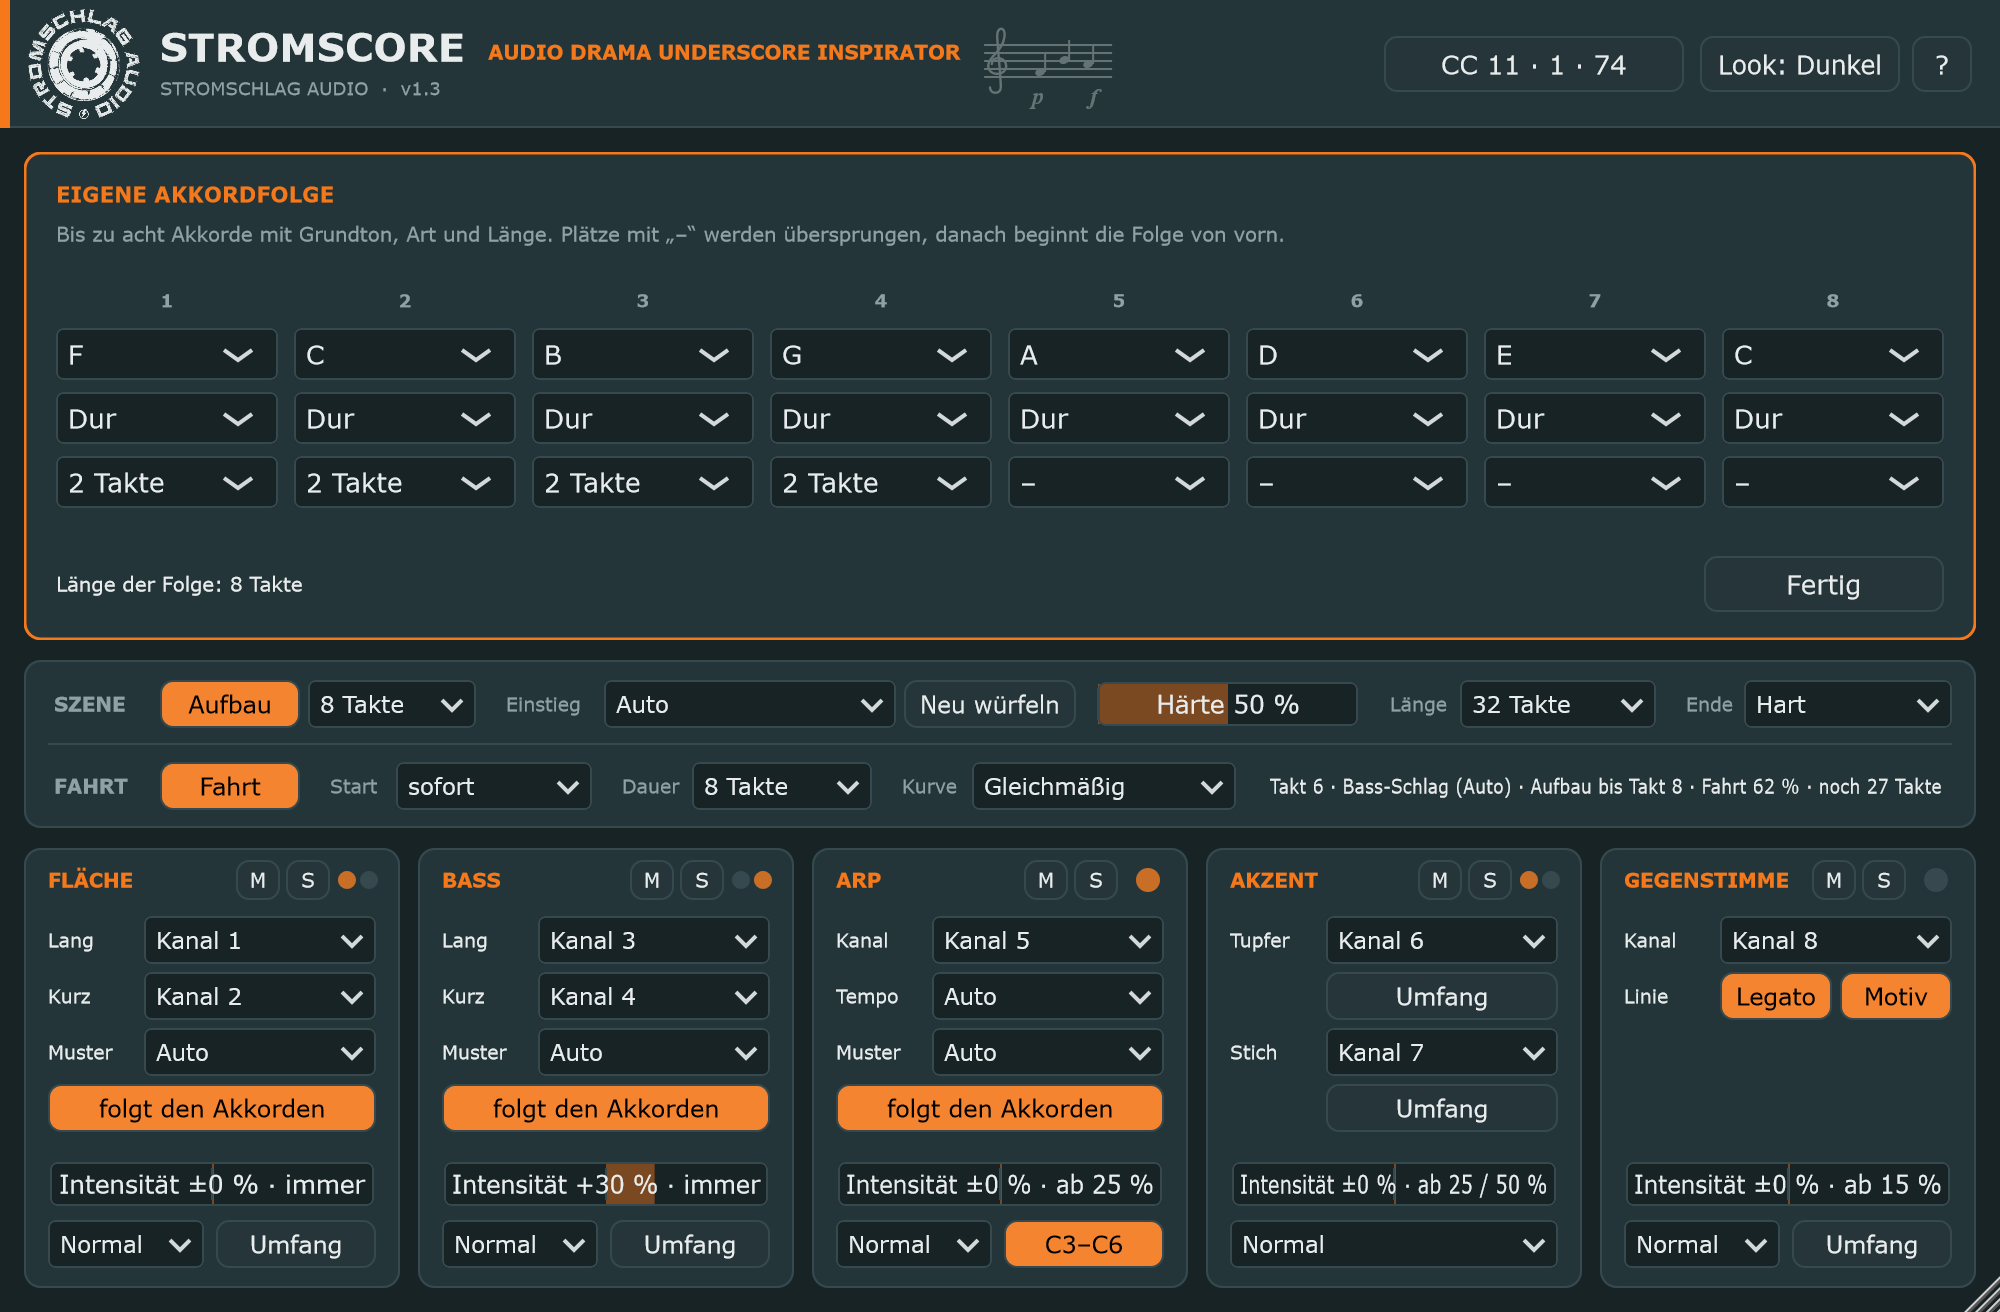 STROMSCHLAG AUDIO
STROMSCORE AUDIO DRAMA UNDERSCORE INSPIRATOR
STROMSCHLAG AUDIO · v1.3
p f
CC 11 · 1 · 74
Look: Dunkel
?
EIGENE AKKORDFOLGE
Bis zu acht Akkorde mit Grundton, Art und Länge. Plätze mit „–“ werden übersprungen, danach beginnt die Folge von vorn.
1 2 3 4 5 6 7 8
F C B G A D E C
Dur Dur Dur Dur Dur Dur Dur Dur
2 Takte 2 Takte 2 Takte 2 Takte – – – –
Länge der Folge: 8 Takte Fertig
SZENE Aufbau 8 Takte Einstieg Auto Neu würfeln Härte 50 % Länge 32 Takte Ende Hart
FAHRT Fahrt Start sofort Dauer 8 Takte Kurve Gleichmäßig Takt 6 · Bass-Schlag (Auto) · Aufbau bis Takt 8 · Fahrt 62 % · noch 27 Takte
FLÄCHE M S
Lang Kanal 1
Kurz Kanal 2
Muster Auto
folgt den Akkorden
Intensität ±0 % · immer
Normal Umfang
BASS M S
Lang Kanal 3
Kurz Kanal 4
Muster Auto
folgt den Akkorden
Intensität +30 % · immer
Normal Umfang
ARP M S
Kanal Kanal 5
Tempo Auto
Muster Auto
folgt den Akkorden
Intensität ±0 % · ab 25 %
Normal C3–C6
AKZENT M S
Tupfer Kanal 6
Umfang
Stich Kanal 7
Umfang
Intensität ±0 % · ab 25 / 50 %
Normal
GEGENSTIMME M S
Kanal Kanal 8
Linie Legato Motiv
Intensität ±0 % · ab 15 %
Normal Umfang